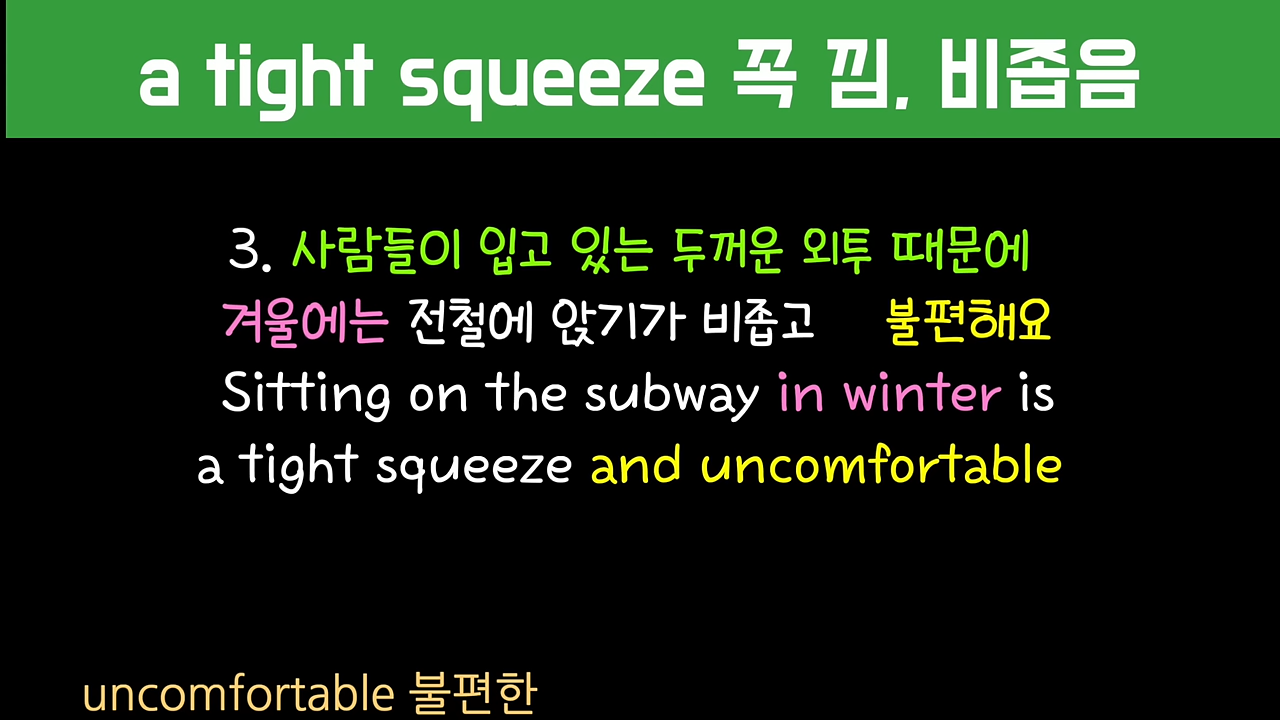 a tight squeeze 꼭 낌, 비좁음
3. 사람들이 입고 있는 두꺼운 외투 때문에
겨울에는 전철에 앉기가 비좁고 불편해요
Sitting on the subway in winter is
a tight squeeze and uncomfortable
uncomfortable 불편한